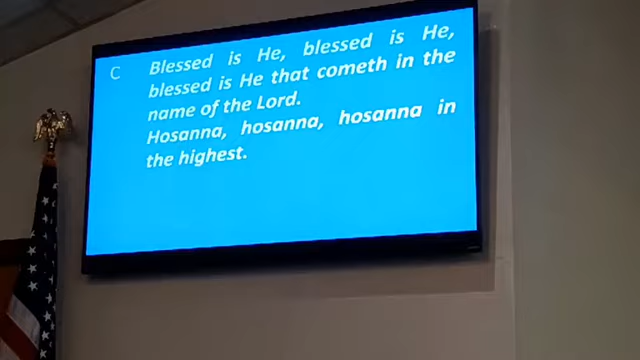 C Blessed is He, blessed is He,
blessed is He that cometh in the
name of the Lord.
Hosanna, hosanna, hosanna in
the highest.